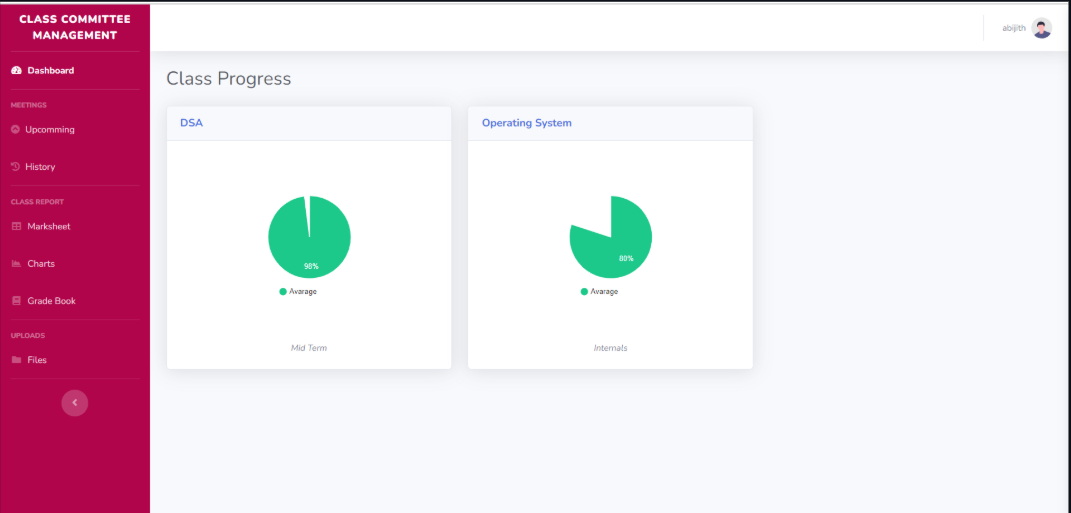 CLASS COMMITTEE
MANAGEMENT
Dashboard
MEETINGS
Upcomming
History
CLASS REPORT
Marksheet
Charts
Grade Book
UPLOADS
Files
abijith
Class Progress
DSA
98%
Avarage
Mid Term
Operating System
80%
Avarage
Internals